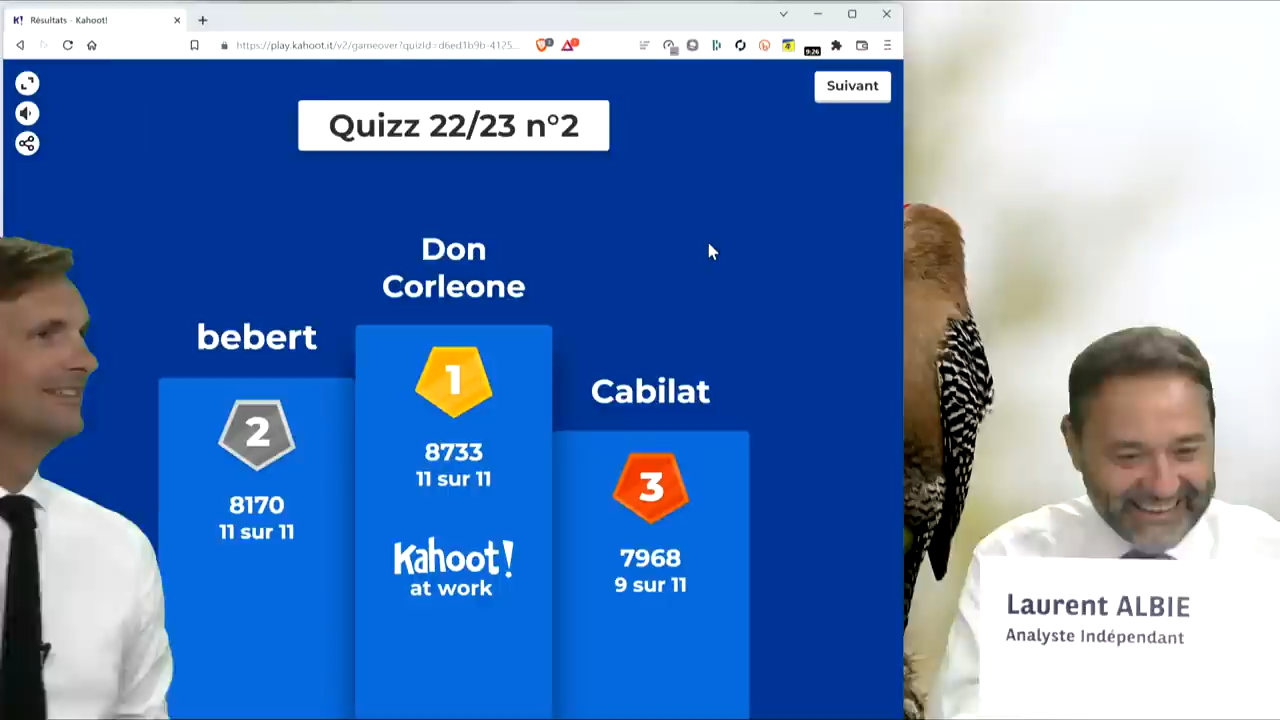 Résultats - Kahoot!
https://play.kahoot.it/v2/gameover?quizId=d6ed1b9b-4125...
9:26
Suivant
Quizz 22/23 n°2
Don
Corleone
bebert
Cabilat
1
8733
11 sur 11
2
8170
11 sur 11
3
7968
9 sur 11
Kahoot!
at work
Laurent ALBIE
Analyste Indépendant